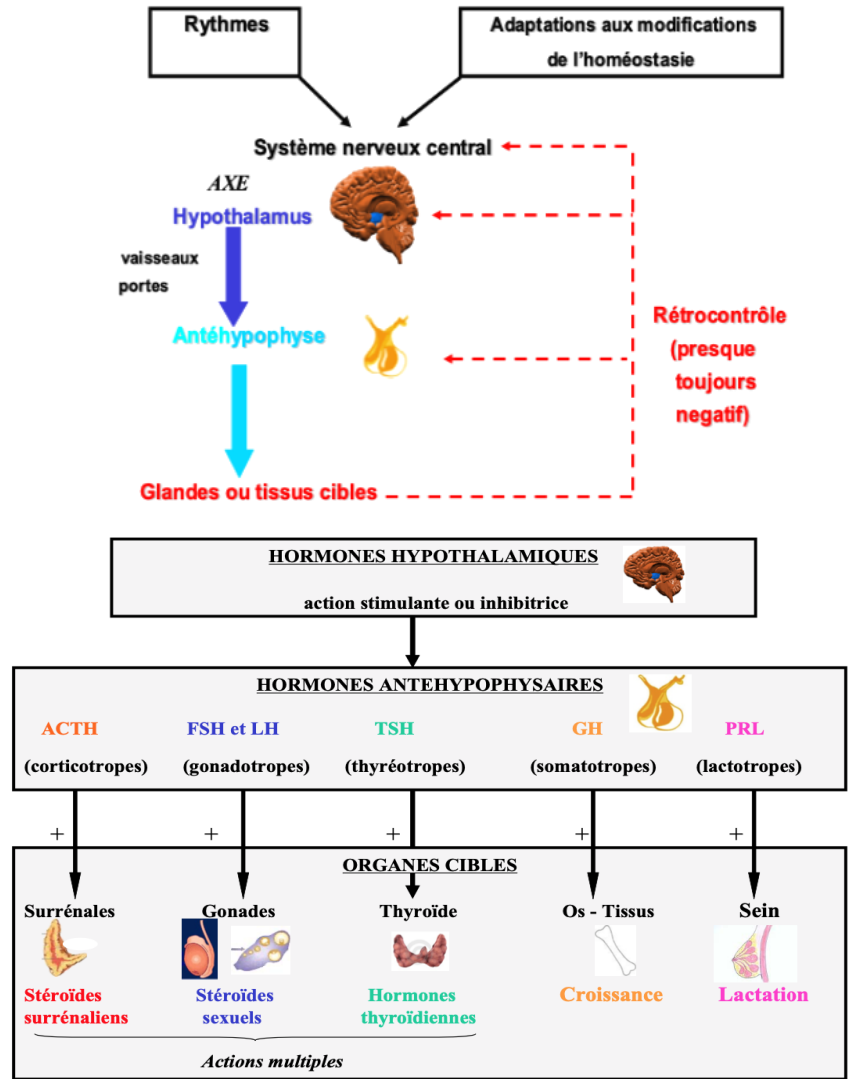 Rythmes
Adaptations aux modifications
de l'homéostasie
Système nerveux central
AXE
Hypothalamus
vaisseaux
portes
Antéhypophyse
Rétrocontrôle
(presque
toujours
negatif)
Glandes ou tissus cibles
HORMONES HYPOTHALAMIQUES
action stimulante ou inhibitrice
HORMONES ANTEHYPOPHYSAIRES
ACTH FSH et LH TSH GH PRL
(corticotropes) (gonadotropes) (thyréotropes) (somatotropes) (lactotropes)
+ + + + +
ORGANES CIBLES
Surrénales Gonades Thyroïde Os - Tissus Sein
Stéroïdes Stéroïdes Hormones Croissance Lactation
surrénaliens sexuels thyroïdiennes
Actions multiples